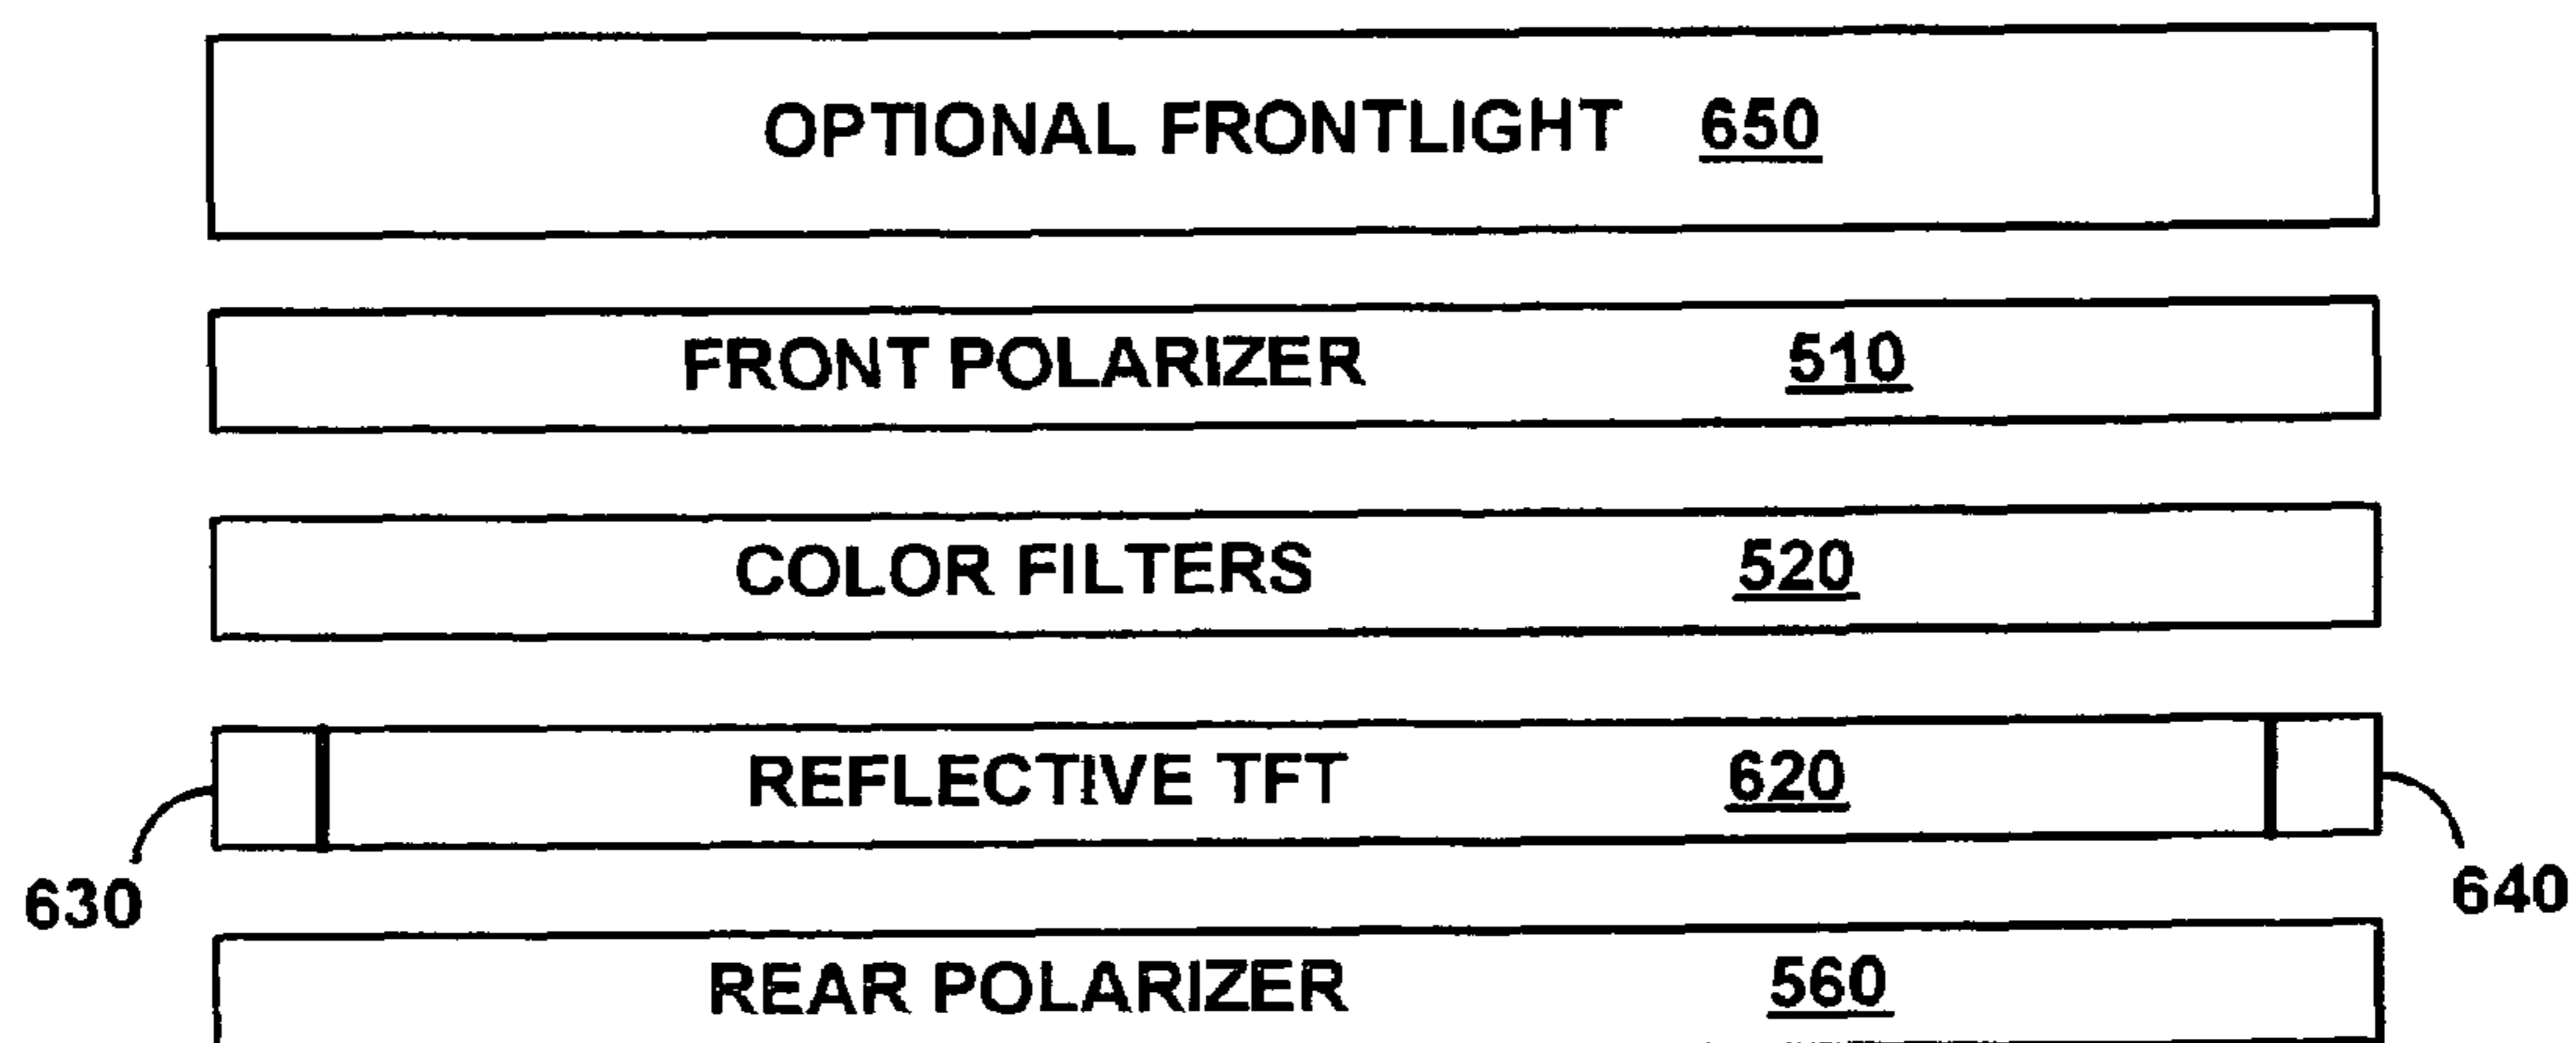 OPTIONAL FRONTLIGHT 650
FRONT POLARIZER 510
COLOR FILTERS 520
REFLECTIVE TFT 620
630
640
REAR POLARIZER 560